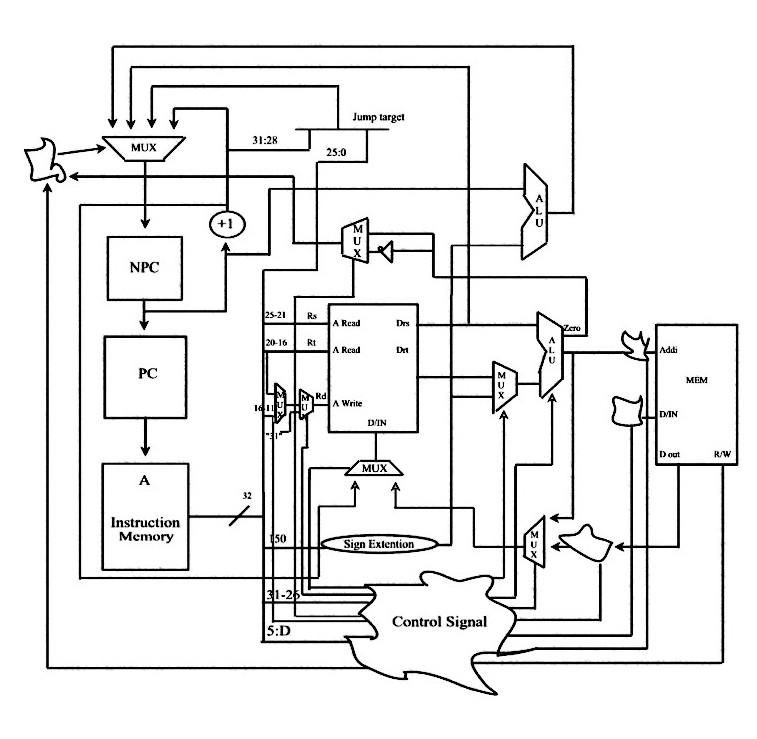 Jump target
31:28
25:0
MUX
+1
MUX
ALU
NPC
25-21
Rs
A Read
Drs
Zero
20-16
Rt
A Read
Drt
ALU
Addi
PC
MEM
MUX
MUX
MUX
Rd
A Write
16-11
D/IN
"31"
D/IN
MUX
D out
R/W
A
Instruction
Memory
32
150
Sign Extention
MUX
31-26
Control Signal
5:D